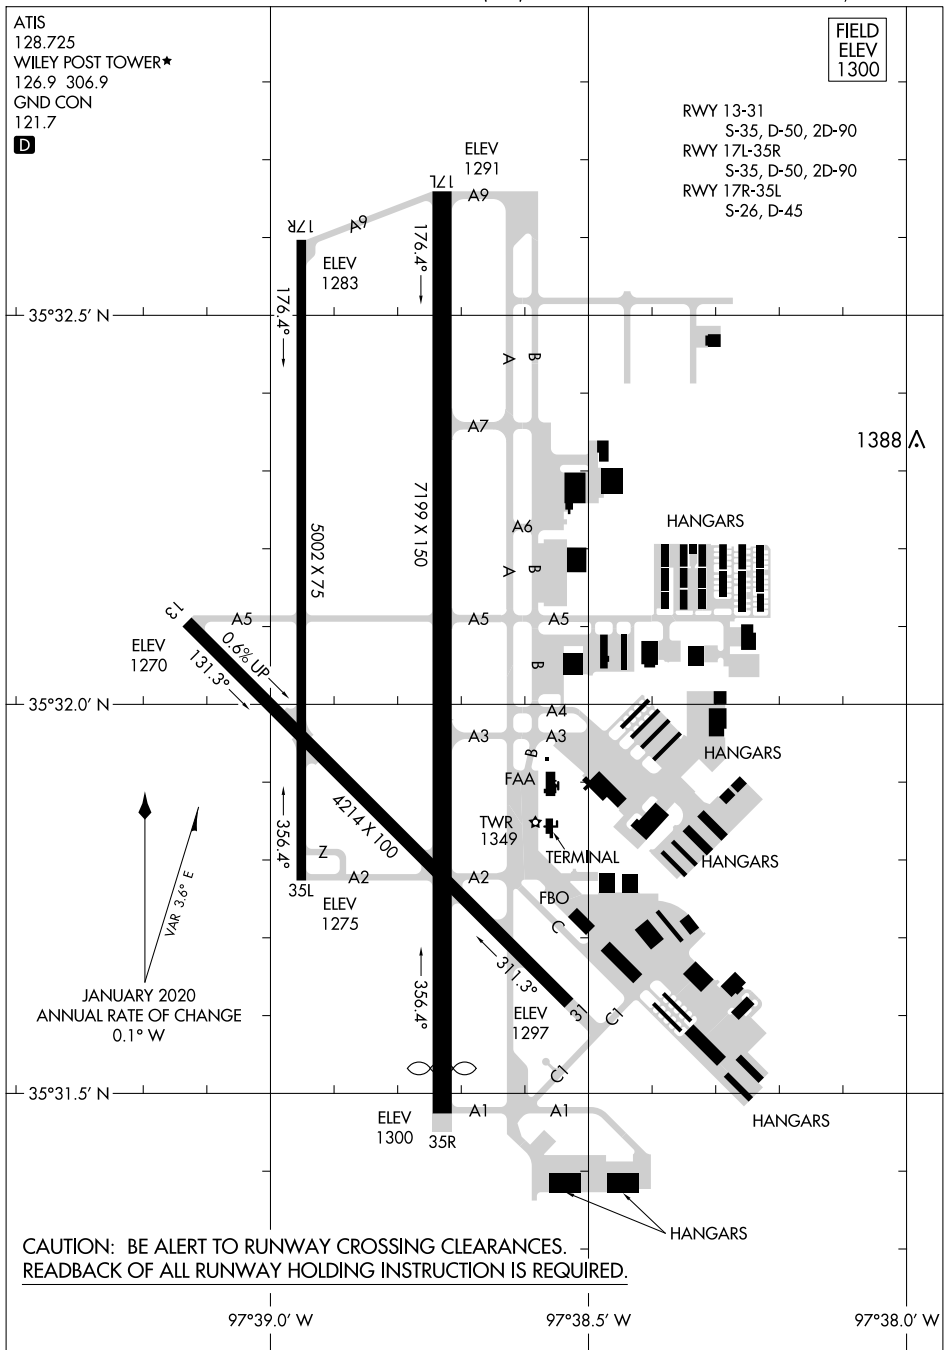 ATIS
128.725
WILEY POST TOWER★
126.9 306.9
GND CON
121.7
D
FIELD
ELEV
1300
RWY 13-31
S-35, D-50, 2D-90
RWY 17L-35R
S-35, D-50, 2D-90
RWY 17R-35L
S-26, D-45
ELEV
1291
17L
A9
A9
17R
ELEV
1283
176.4°
176.4°
35°32.5' N
A
B
A7
1388
7199 X 150
5002 X 75
A6
HANGARS
A
B
13
A5
A5
A5
ELEV
1270
0.6% UP
131.3°
B
35°32.0' N
A4
A3
A3
B
HANGARS
FAA
4214 X 100
356.4°
TWR
1349
TERMINAL
HANGARS
Z
A2
A2
35L
ELEV
1275
FBO
C
VAR 3.6° E
311.3°
356.4°
JANUARY 2020
ANNUAL RATE OF CHANGE
0.1° W
31
C1
ELEV
1297
C1
35°31.5' N
A1
A1
ELEV
1300
35R
HANGARS
HANGARS
CAUTION: BE ALERT TO RUNWAY CROSSING CLEARANCES.
READBACK OF ALL RUNWAY HOLDING INSTRUCTION IS REQUIRED.
97°39.0' W
97°38.5' W
97°38.0' W